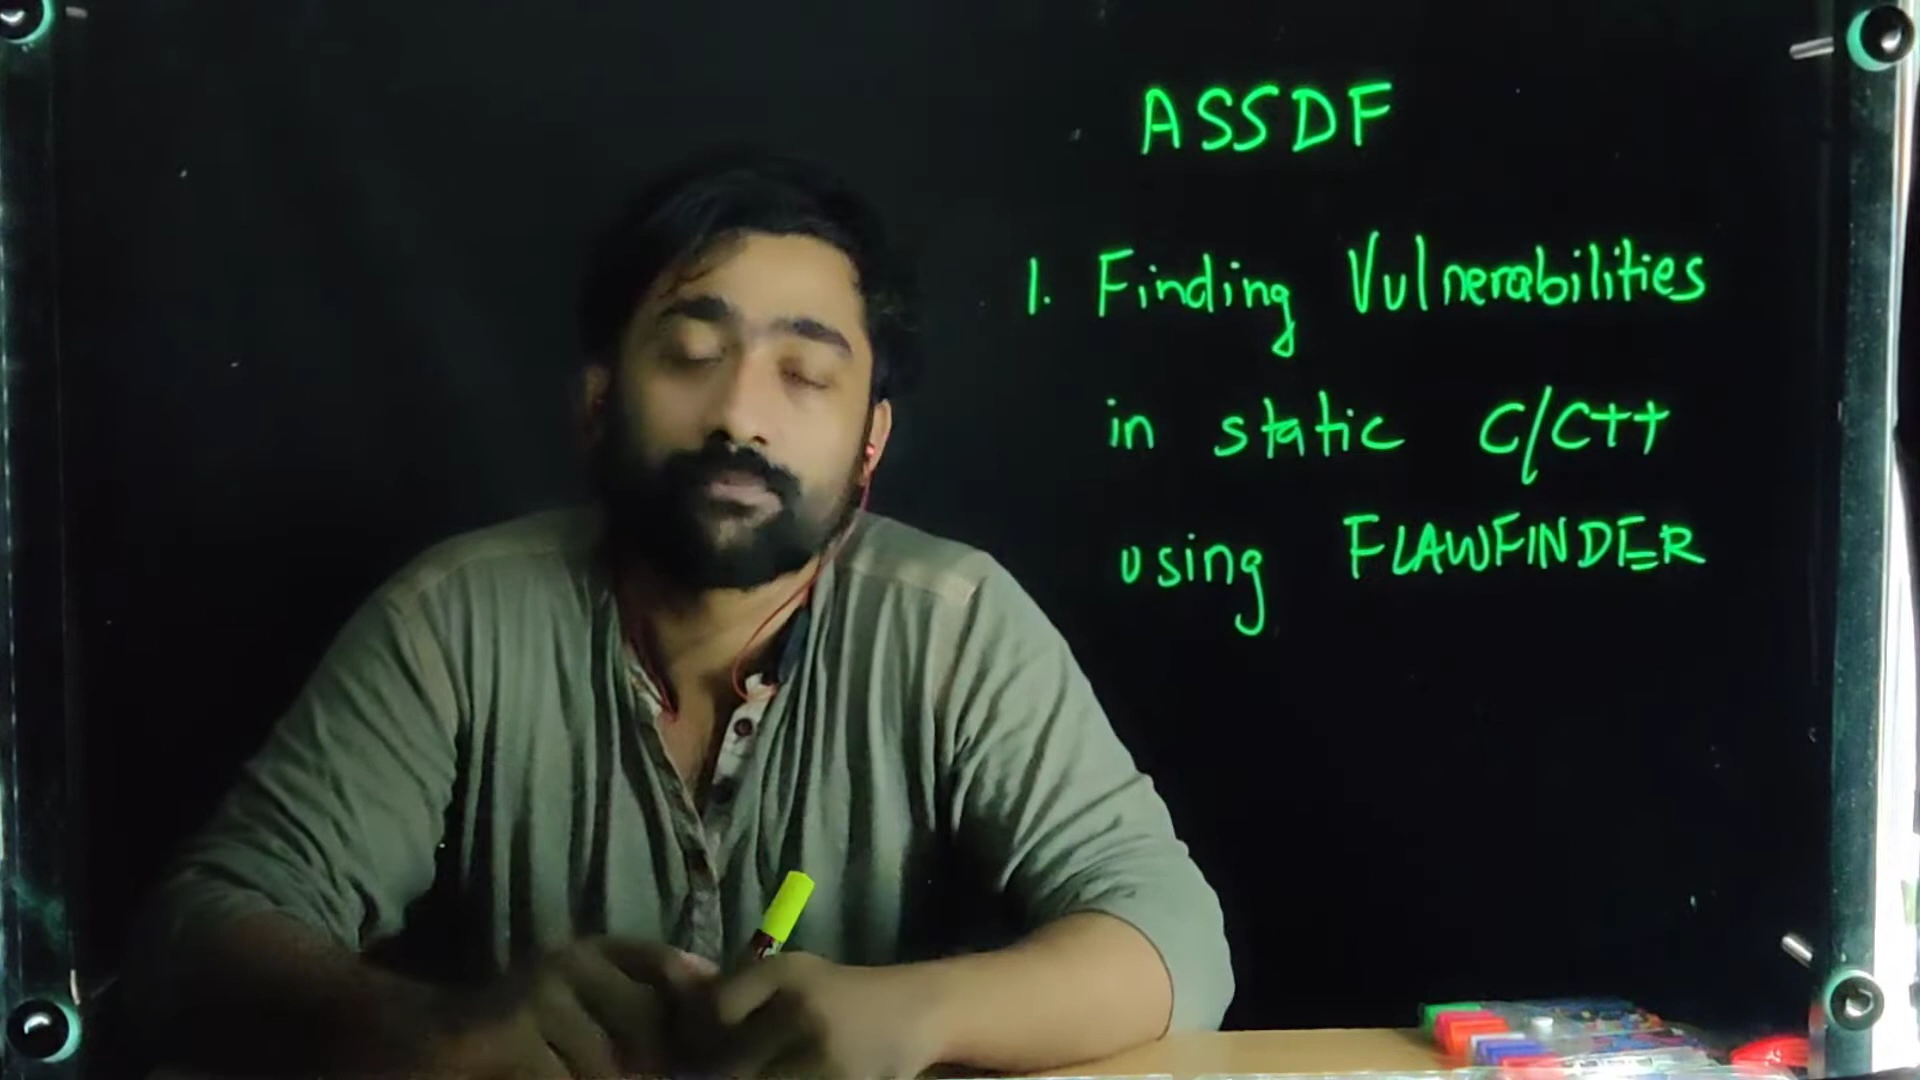 ASSDF
1. Finding Vulnerabilities
in static C/C++
using FLAWFINDER